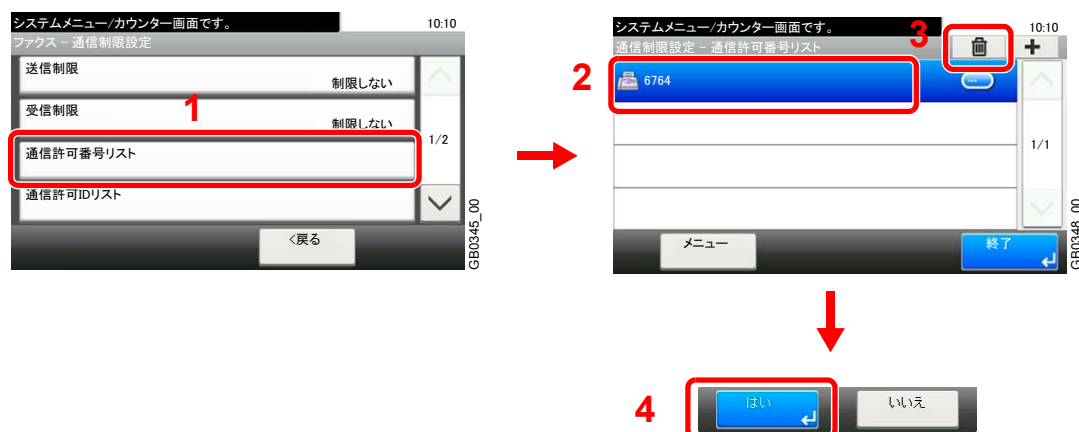 システムメニュー/カウンター画面です。
10:10
ファクス - 通信制限設定
送信制限
制限しない
1
受信制限
制限しない
通信許可番号リスト
1/2
通信許可IDリスト
<戻る
GB0345_00
システムメニュー/カウンター画面です。
10:10
通信制限設定 - 通信許可番号リスト
3
2
6764
1/1
メニュー
終了
GB0348_00
4
はい
いいえ